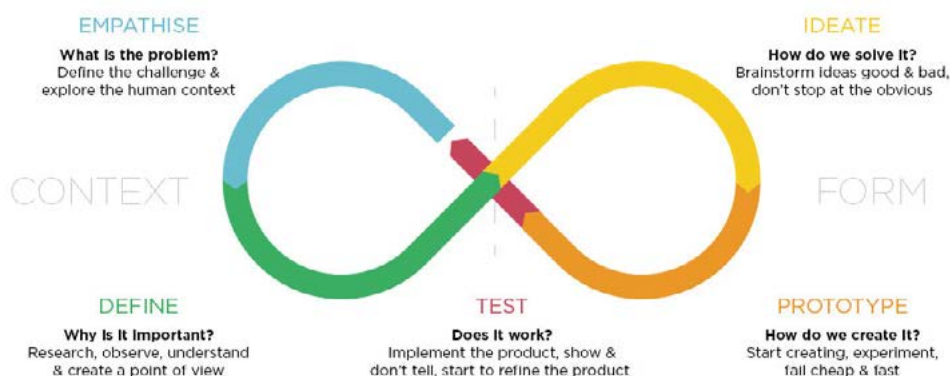 EMPATHISE
What is the problem?
Define the challenge &
explore the human context
IDEATE
How do we solve it?
Brainstorm ideas good & bad,
don't stop at the obvious
CONTEXT
FORM
DEFINE
Why is it important?
Research, observe, understand
& create a point of view
TEST
Does it work?
Implement the product, show &
don't tell, start to refine the product
PROTOTYPE
How do we create it?
Start creating, experiment,
fail cheap & fast